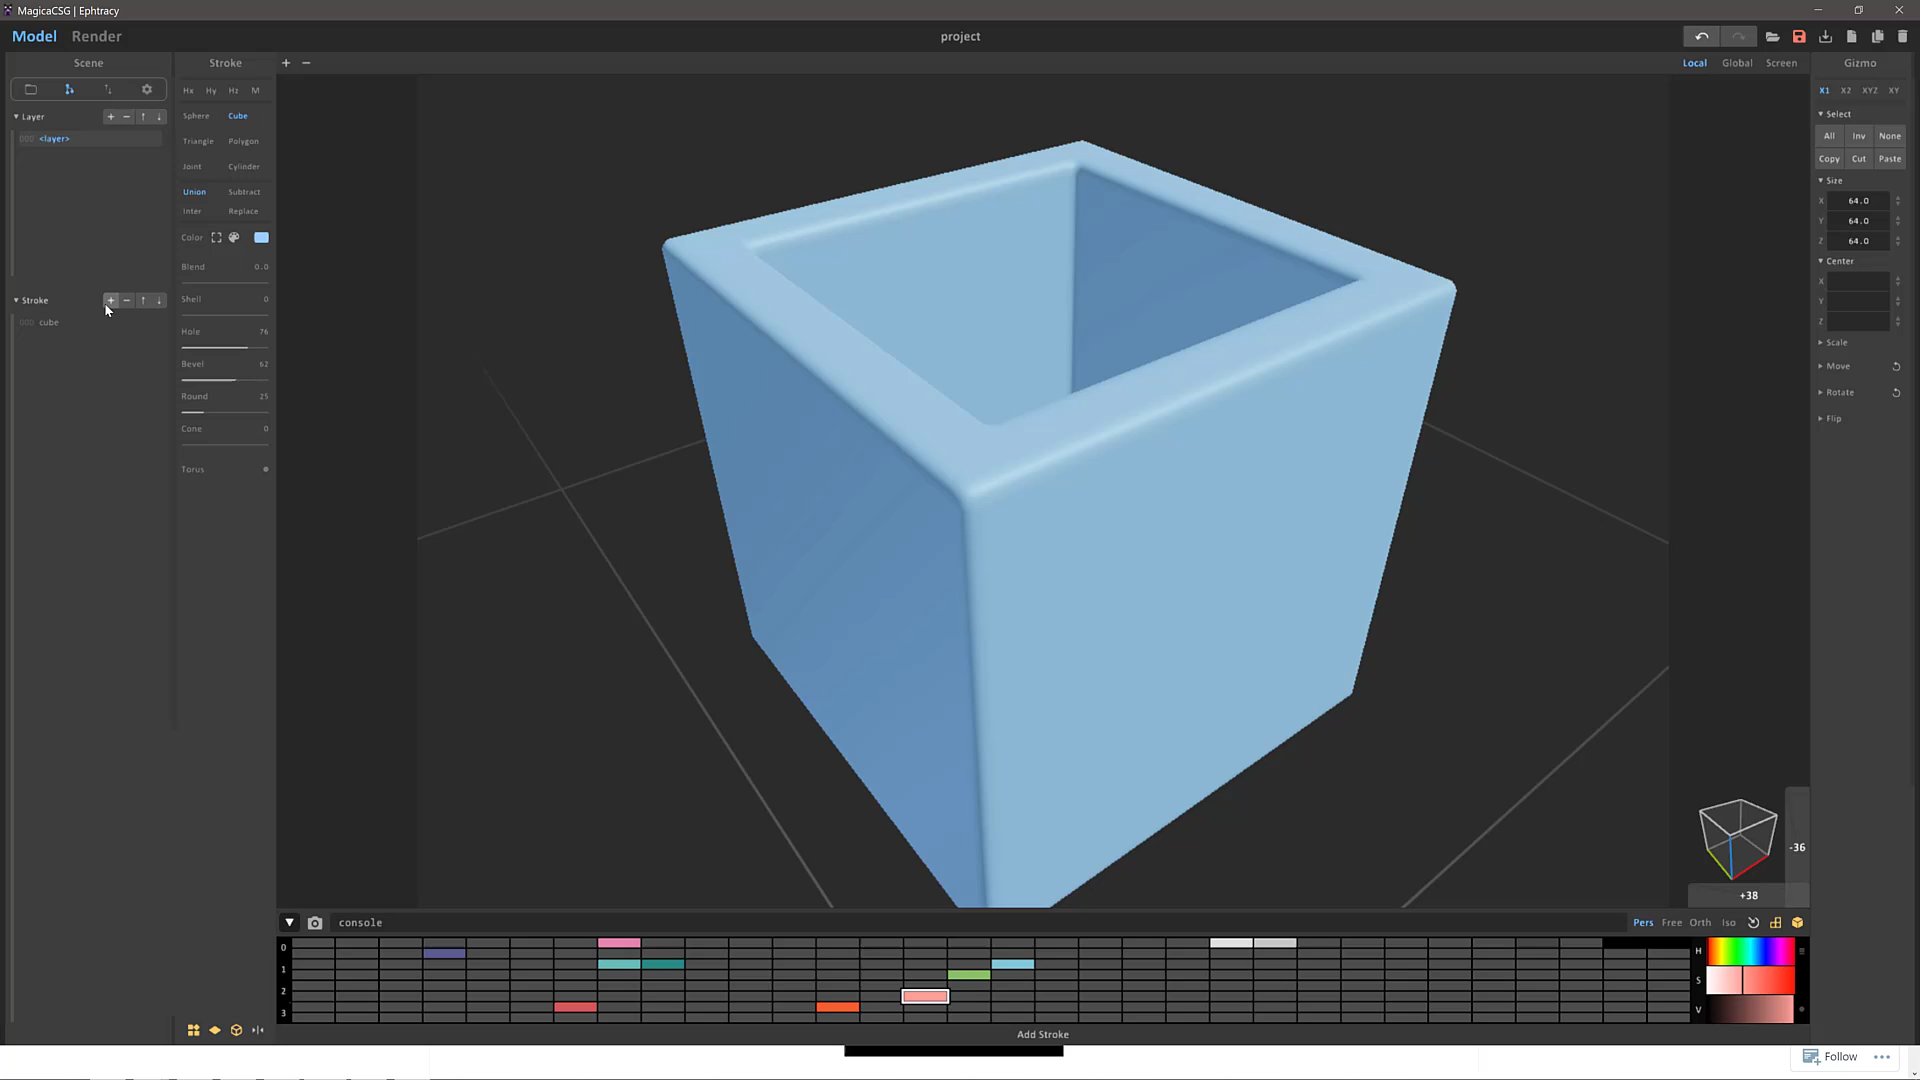 MagicaCSG | Ephtracy
Model Render
project
Scene
Stroke
Local Global Screen
Gizmo
Hx Hy Hz M
X1 X2 XYZ XY
Layer
<layer>
Sphere Cube
Triangle Polygon
Joint Cylinder
Union Subtract
Inter Replace
Color
Blend 0.0
Shell 0
Hole 76
Bevel 62
Round 25
Cone 0
Torus
Stroke
000 cube
Select
All Inv None
Copy Cut Paste
Size
X 64.0
Y 64.0
Z 64.0
Center
X
Y
Z
Scale
Move
Rotate
Flip
-36
+38
console
Pers Free Orth Iso
0
1
2
3
H
S
V
Add Stroke
Follow